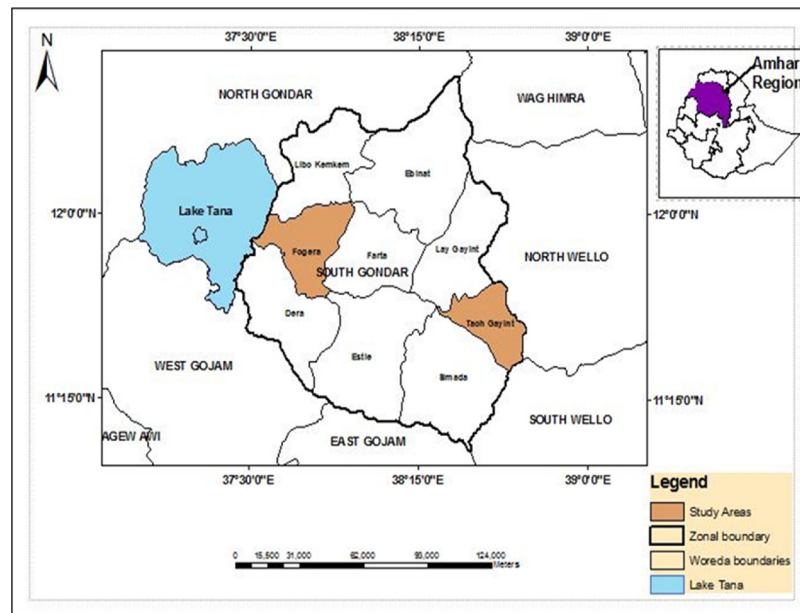 N
37°30'0"E 38°15'0"E 39°0'0"E
NORTH GONDAR
WAG HIMRA
Amhara
Region
Libo Kemkem
Ebinat
12°0'0"N
Lake Tana
12°0'0"N
Fogera
Farta
Lay Gayint
SOUTH GONDAR
NORTH WELLO
Dera
Tach Gayint
Estie
Simada
WEST GOJAM
11°15'0"N
11°15'0"N
SOUTH WELLO
AGEW AWI
EAST GOJAM
37°30'0"E 38°15'0"E 39°0'0"E
Legend
Study Areas
Zonal boundary
Woreda boundaries
Lake Tana
0 15,500 31,000 62,000 93,000 124,000
Meters